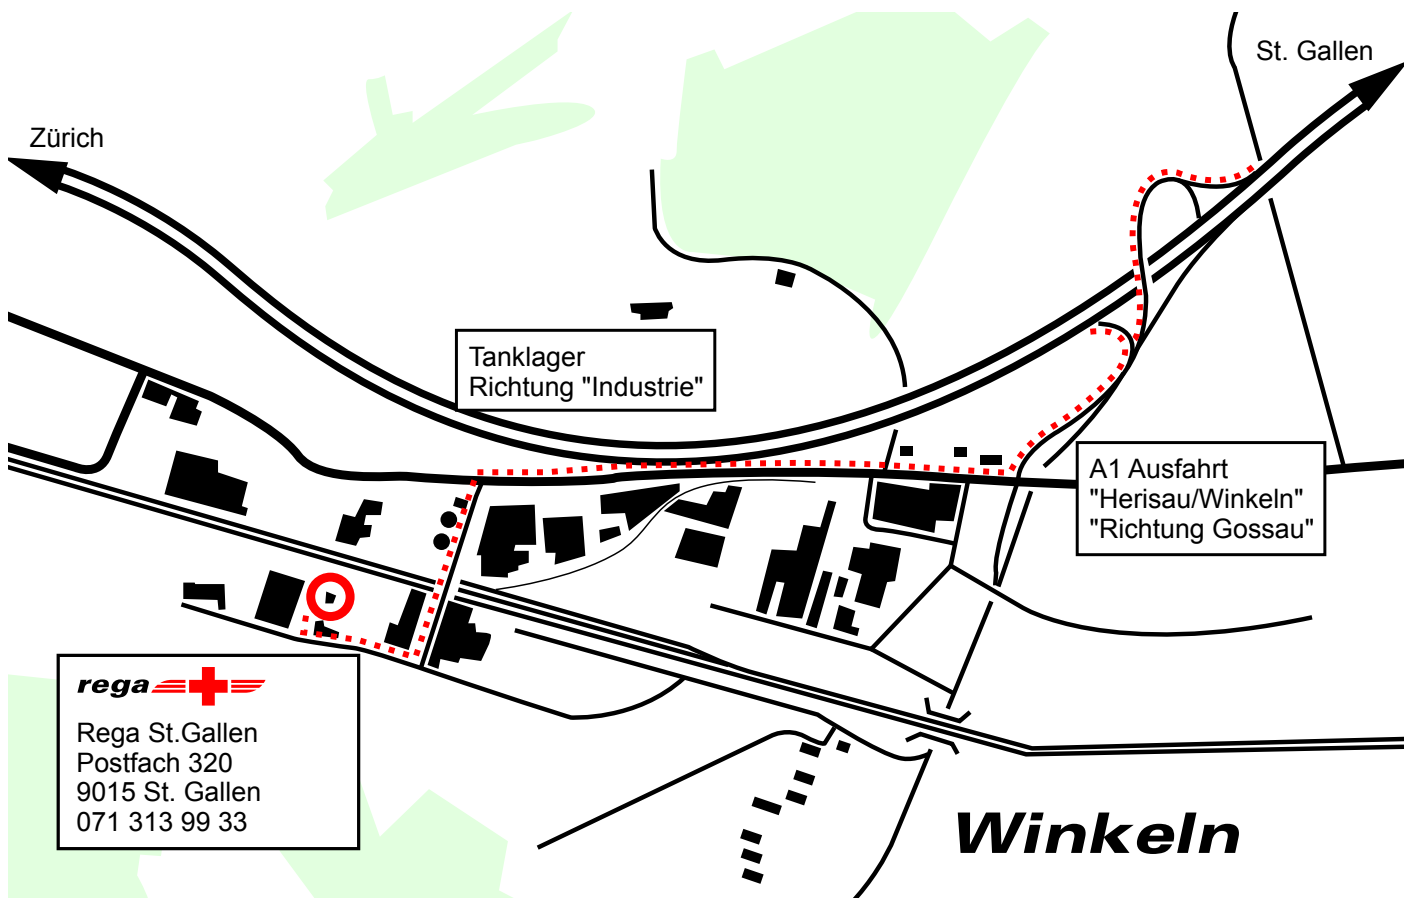 St. Gallen
Zürich
Tanklager
Richtung "Industrie"
A1 Ausfahrt
"Herisau/Winkeln"
"Richtung Gossau"
rega
Rega St.Gallen
Postfach 320
9015 St. Gallen
071 313 99 33
Winkeln